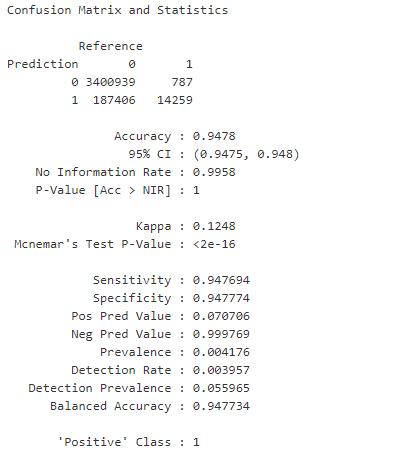 Confusion Matrix and Statistics
Reference
Prediction 0 1
0 3400939 787
1 187406 14259
Accuracy : 0.9478
95% CI : (0.9475, 0.948)
No Information Rate : 0.9958
P-Value [Acc > NIR] : 1
Kappa : 0.1248
Mcnemar's Test P-Value : <2e-16
Sensitivity : 0.947694
Specificity : 0.947774
Pos Pred Value : 0.070706
Neg Pred Value : 0.999769
Prevalence : 0.004176
Detection Rate : 0.003957
Detection Prevalence : 0.055965
Balanced Accuracy : 0.947734
'Positive' Class : 1